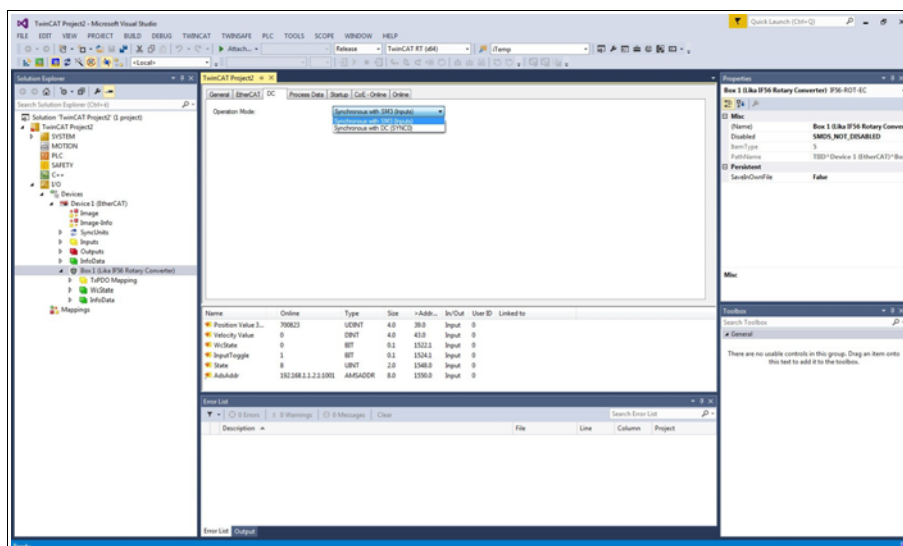 TwinCAT Project2 - Microsoft Visual Studio
Quick Launch (Ctrl+Q)
FILE EDIT VIEW PROJECT BUILD DEBUG TWINCAT TWINSAFE PLC TOOLS SCOPE WINDOW HELP
Attach...
Release
TwinCAT RT (x64)
iTemp
<Local>
Solution Explorer
Search Solution Explorer (Ctrl+è)
Solution 'TwinCAT Project2' (1 project)
TwinCAT Project2
SYSTEM
MOTION
PLC
SAFETY
C++
I/O
Devices
Device 1 (EtherCAT)
Image
Image-Info
SyncUnits
Inputs
Outputs
InfoData
Box 1 (Lika IF56 Rotary Converter)
TxPDO Mapping
WcState
InfoData
Mappings
TwinCAT Project2
General EtherCAT DC Process Data Startup CoE - Online Online
Operation Mode:
Synchronous with SM3 (Inputs)
Synchronous with SM3 (Inputs)
Synchronous with DC (SYNC0)
Name Online Type Size >Addr... In/Out User ID Linked to
Position Value 3... 700823 UDINT 4.0 39.0 Input 0
Velocity Value 0 DINT 4.0 43.0 Input 0
WcState 0 BIT 0.1 1522.1 Input 0
InputToggle 1 BIT 0.1 1524.1 Input 0
State 8 UINT 2.0 1548.0 Input 0
AdsAddr 192.168.1.1.2.1:1001 AMSADDR 8.0 1550.0 Input 0
Error List
0 Errors 0 Warnings 0 Messages Clear
Search Error List
Description File Line Column Project
Error List Output
Properties
Box 1 (Lika IF56 Rotary Converter) IF56-ROT-EC
Misc
(Name) Box 1 (Lika IF56 Rotary Conver
Disabled SMDS_NOT_DISABLED
ItemType 5
PathName TIID^Device 1 (EtherCAT)^Bo
Persistent
SaveInOwnFile False
Misc
Toolbox
Search Toolbox
General
There are no usable controls in this group. Drag an item onto
this text to add it to the toolbox.